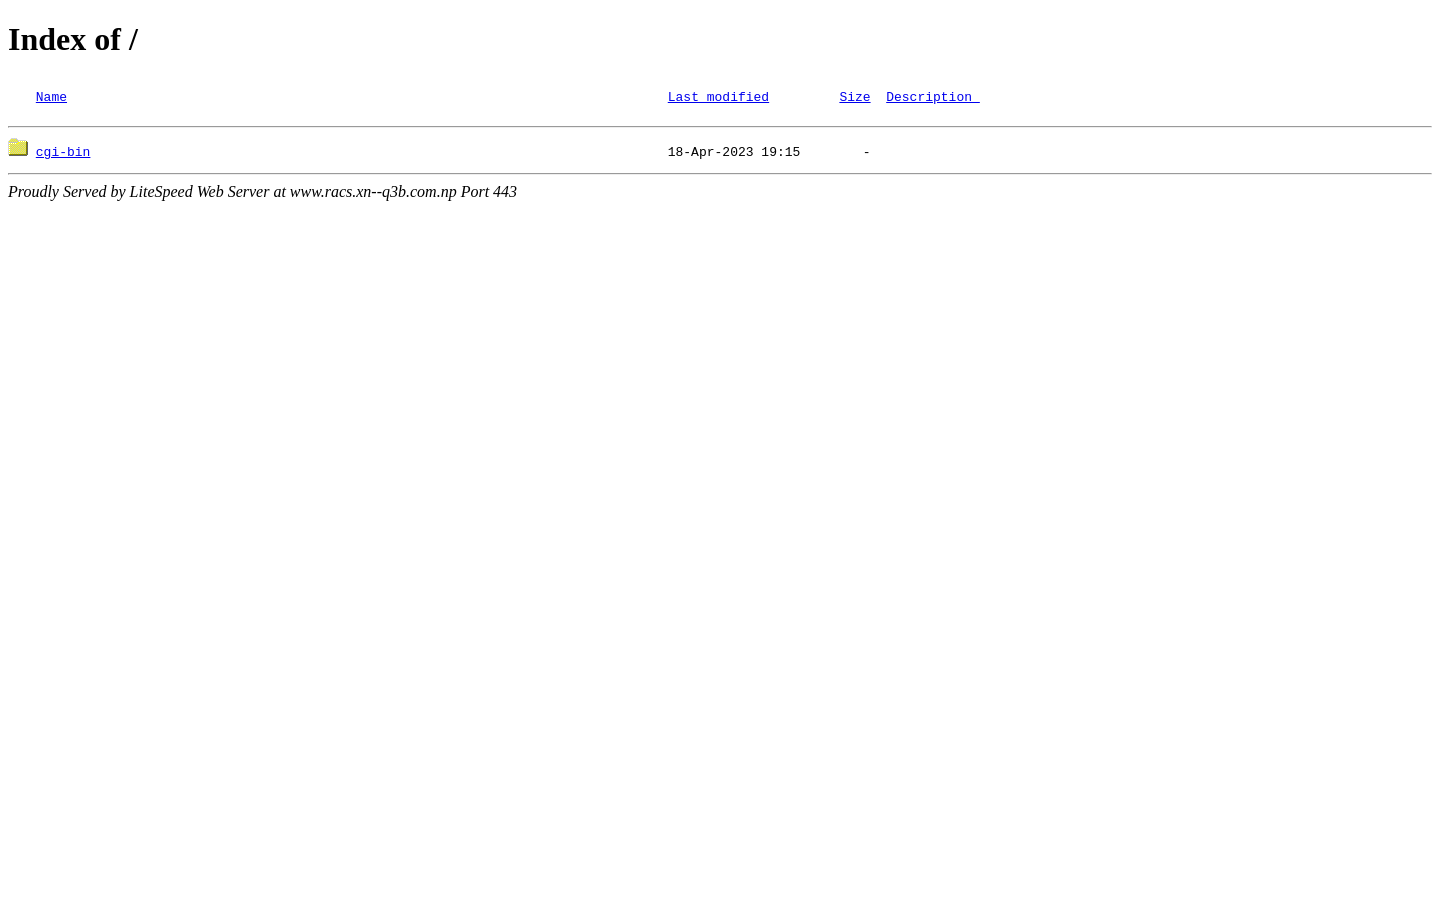 Index of /
Name Last modified Size Description
cgi-bin 18-Apr-2023 19:15 -
Proudly Served by LiteSpeed Web Server at www.racs.xn--q3b.com.np Port 443